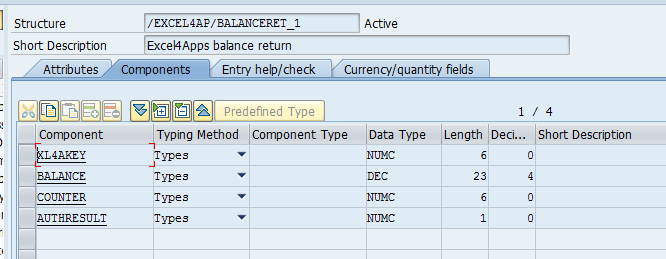 Structure /EXCEL4AP/BALANCERET_1 Active
Short Description Excel4Apps balance return
Attributes Components Entry help/check Currency/quantity fields
Predefined Type 1 / 4
Component Typing Method Component Type Data Type Length Deci... Short Description
XL4AKEY Types NUMC 6 0
BALANCE Types DEC 23 4
COUNTER Types NUMC 6 0
AUTHRESULT Types NUMC 1 0